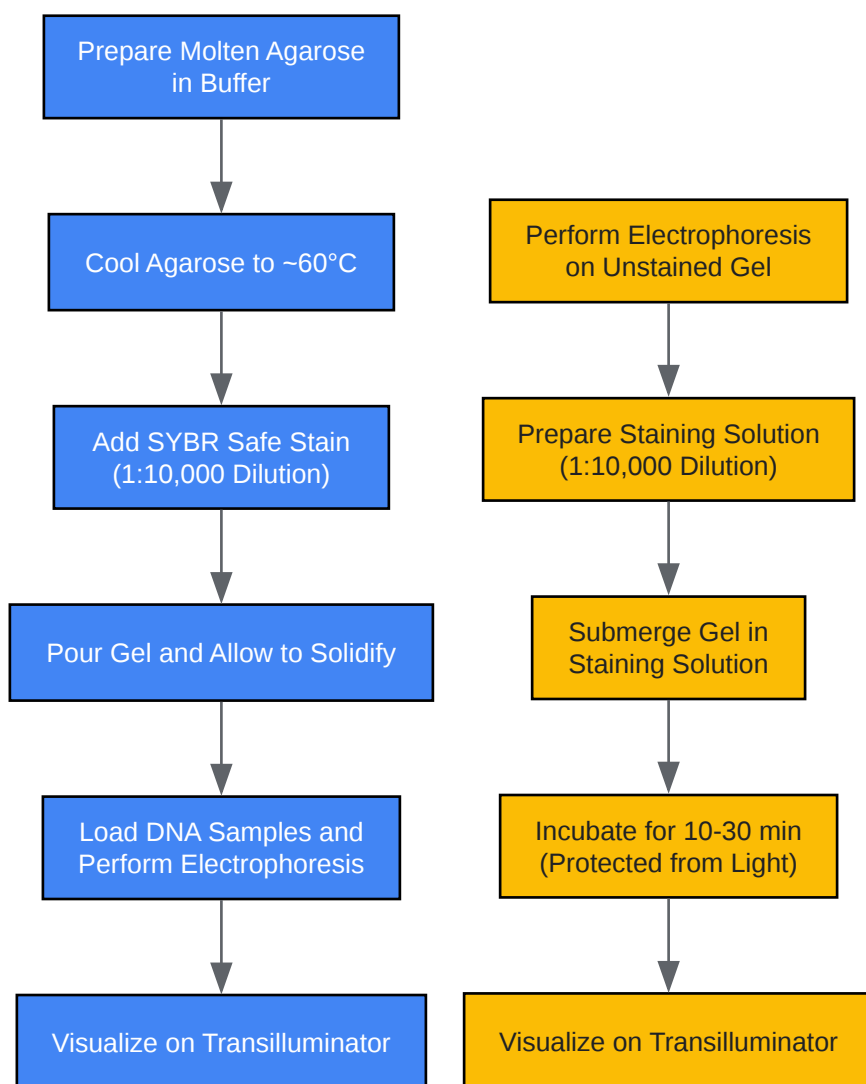 Prepare Molten Agarose
in Buffer
Cool Agarose to ~60°C
Add SYBR Safe Stain
(1:10,000 Dilution)
Pour Gel and Allow to Solidify
Load DNA Samples and
Perform Electrophoresis
Visualize on Transilluminator
Perform Electrophoresis
on Unstained Gel
Prepare Staining Solution
(1:10,000 Dilution)
Submerge Gel in
Staining Solution
Incubate for 10-30 min
(Protected from Light)
Visualize on Transilluminator